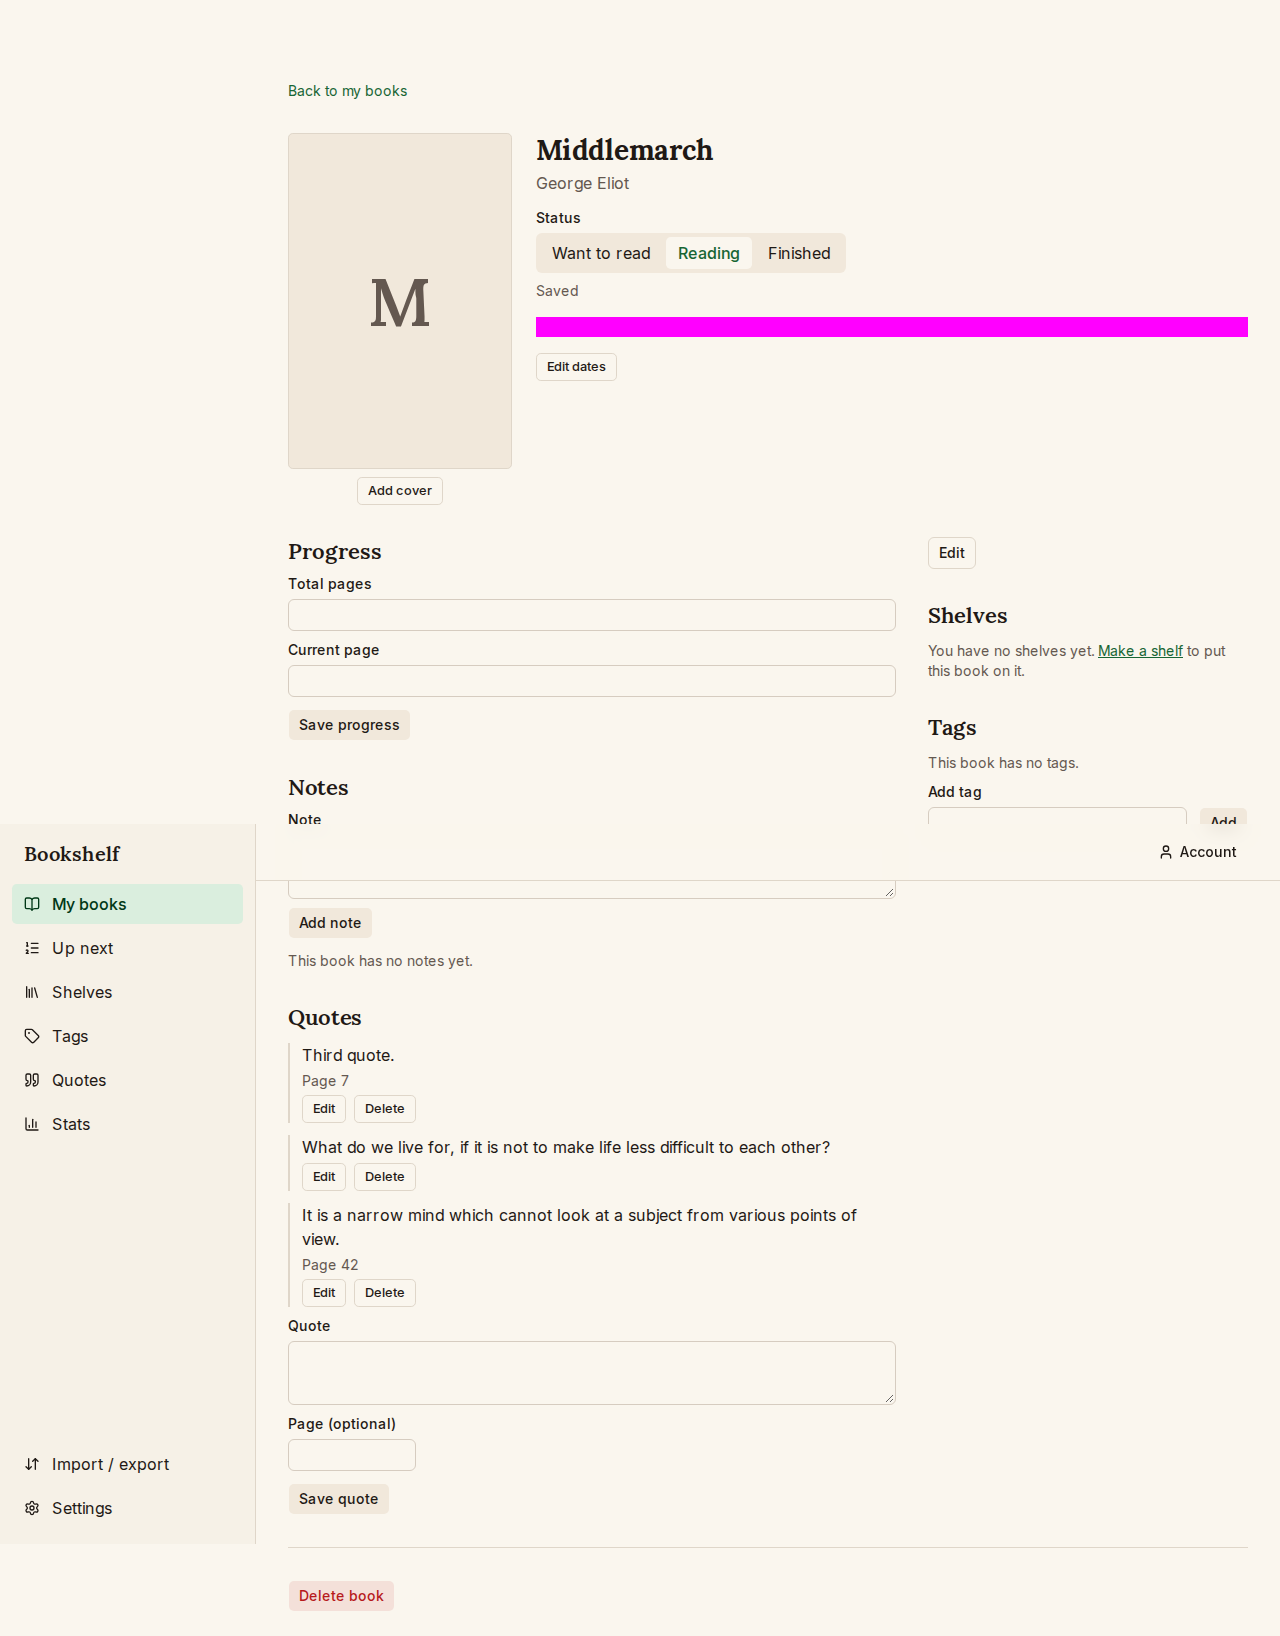 Back to my books
M
Middlemarch
George Eliot
Status
Want to read Reading Finished
Saved
Edit dates
Add cover
Progress
Total pages
Current page
Save progress
Notes
Note
Edit
Shelves
You have no shelves yet. Make a shelf to put
this book on it.
Tags
This book has no tags.
Add tag
Add
Bookshelf
Account
My books
Up next
Shelves
Tags
Quotes
Stats
Import / export
Settings
Add note
This book has no notes yet.
Quotes
Third quote.
Page 7
Edit Delete
What do we live for, if it is not to make life less difficult to each other?
Edit Delete
It is a narrow mind which cannot look at a subject from various points of
view.
Page 42
Edit Delete
Quote
Page (optional)
Save quote
Delete book